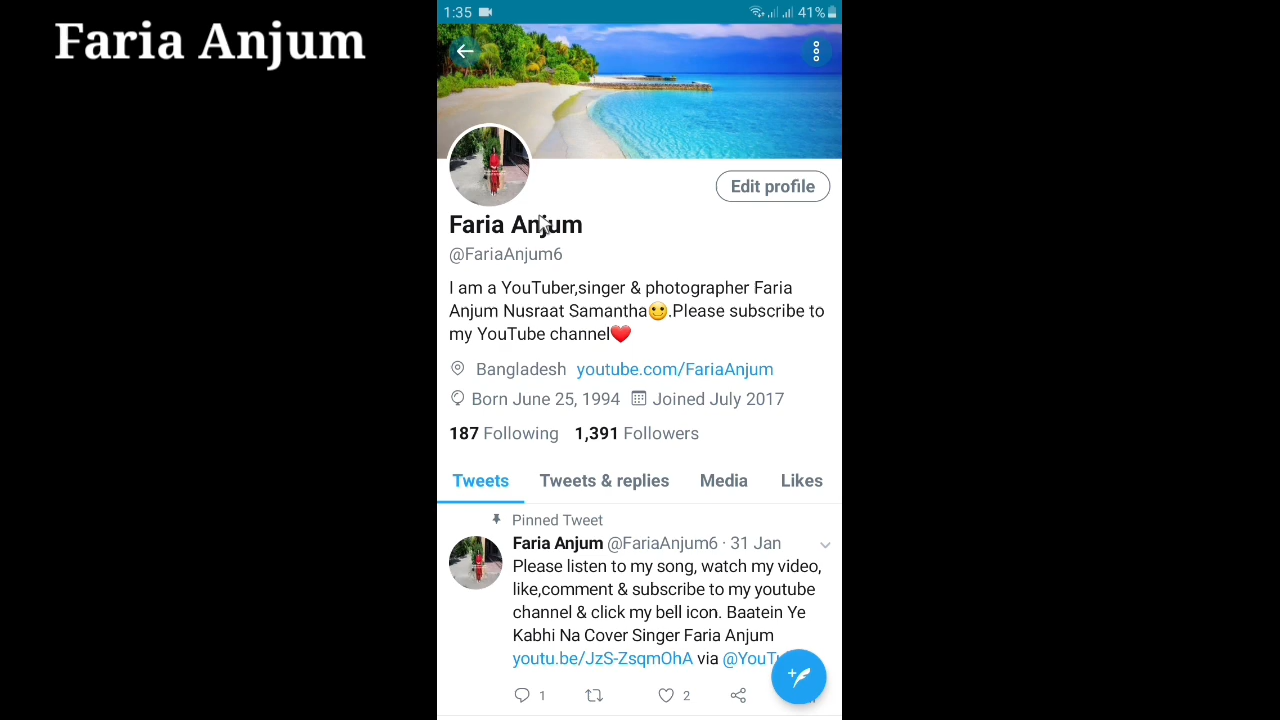 Faria Anjum
1:35
41%
Edit profile
Faria Anjum
@FariaAnjum6
I am a YouTuber,singer & photographer Faria
Anjum Nusraat Samantha🙂.Please subscribe to
my YouTube channel❤️
Bangladesh youtube.com/FariaAnjum
Born June 25, 1994 Joined July 2017
187 Following 1,391 Followers
Tweets Tweets & replies Media Likes
Pinned Tweet
Faria Anjum @FariaAnjum6 · 31 Jan
Please listen to my song, watch my video,
like,comment & subscribe to my youtube
channel & click my bell icon. Baatein Ye
Kabhi Na Cover Singer Faria Anjum
youtu.be/JzS-ZsqmOhA via
1 2